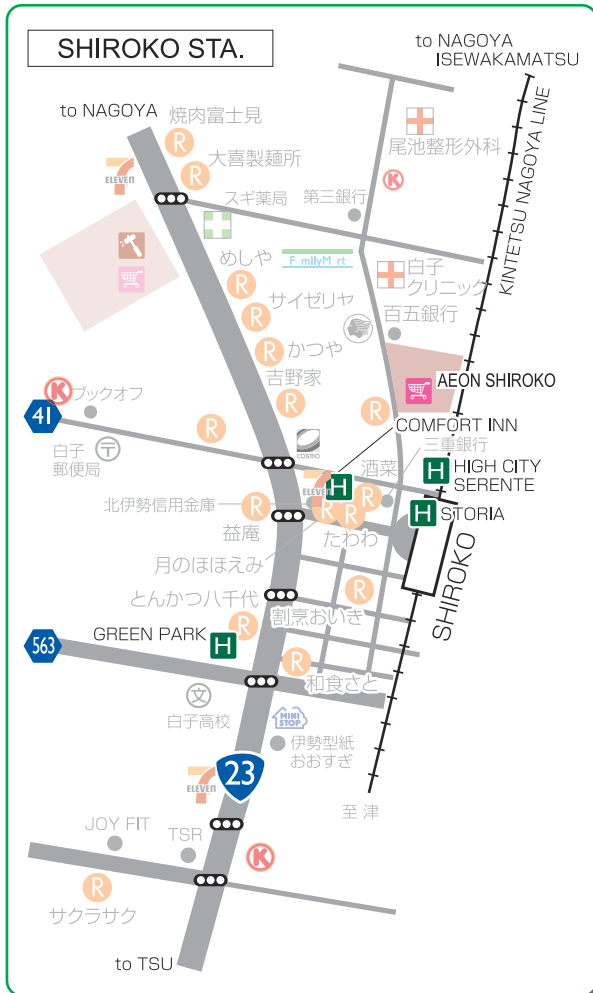 SHIROKO STA.
to NAGOYA
ISEWAKAMATSU
to NAGOYA
焼肉富士見
R
大喜製麺所
R
7
ELEVEN
尾池整形外科
K
スギ薬局
第三銀行
KINTETSU NAGOYA LINE
めしや
FamilyMart
白子
クリニック
R
サイゼリヤ
R
百五銀行
R
かつや
吉野家
AEON SHIROKO
K
ブックオフ
R
R
41
R
COMFORT INN
白子
郵便局
COSMO
三重銀行
酒菜
H
HIGH CITY
SERENTE
7
ELEVEN
H
R
北伊勢信用金庫
R
R
R
H
STORIA
益庵
たわわ
月のほほえみ
SHIROKO
とんかつ八千代
R
割烹おいき
GREEN PARK
H
R
563
R
和食さと
文
白子高校
MINI
STOP
伊勢型紙
おおすぎ
23
7
ELEVEN
至 津
JOY FIT
TSR
K
R
サクラサク
to TSU